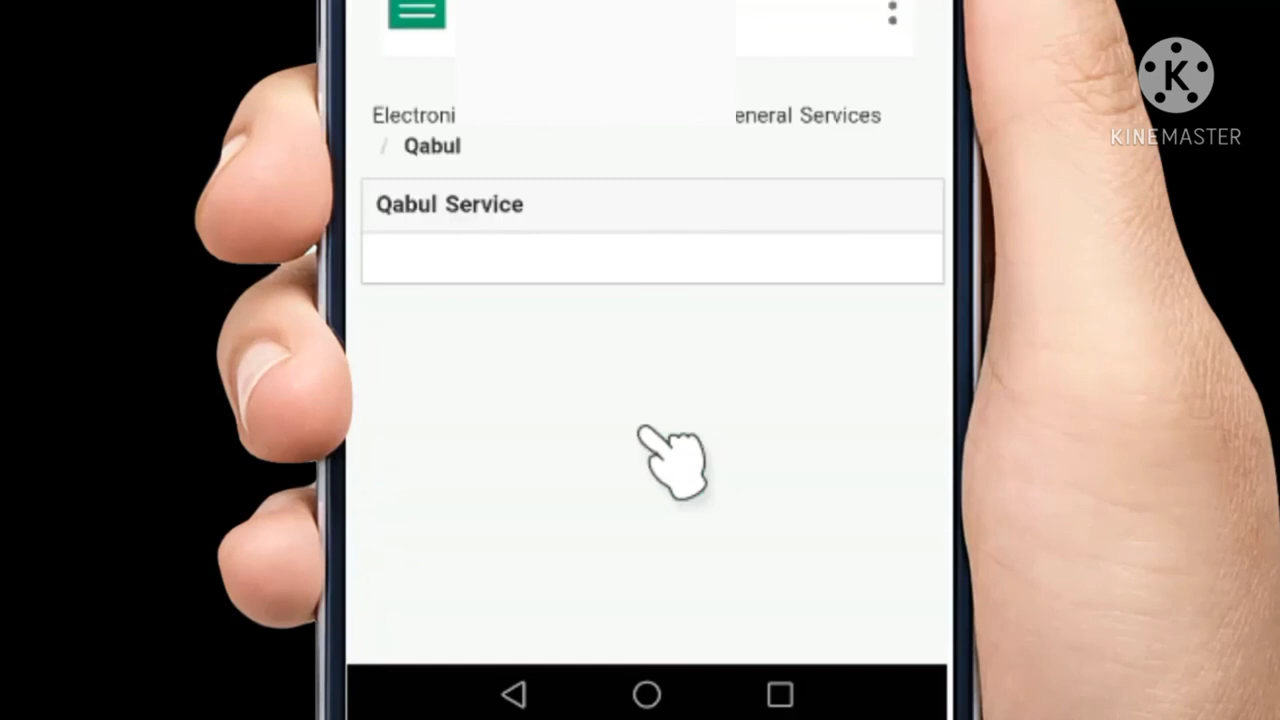 Electroni eneral Services
/ Qabul
Qabul Service
K
KINEMASTER